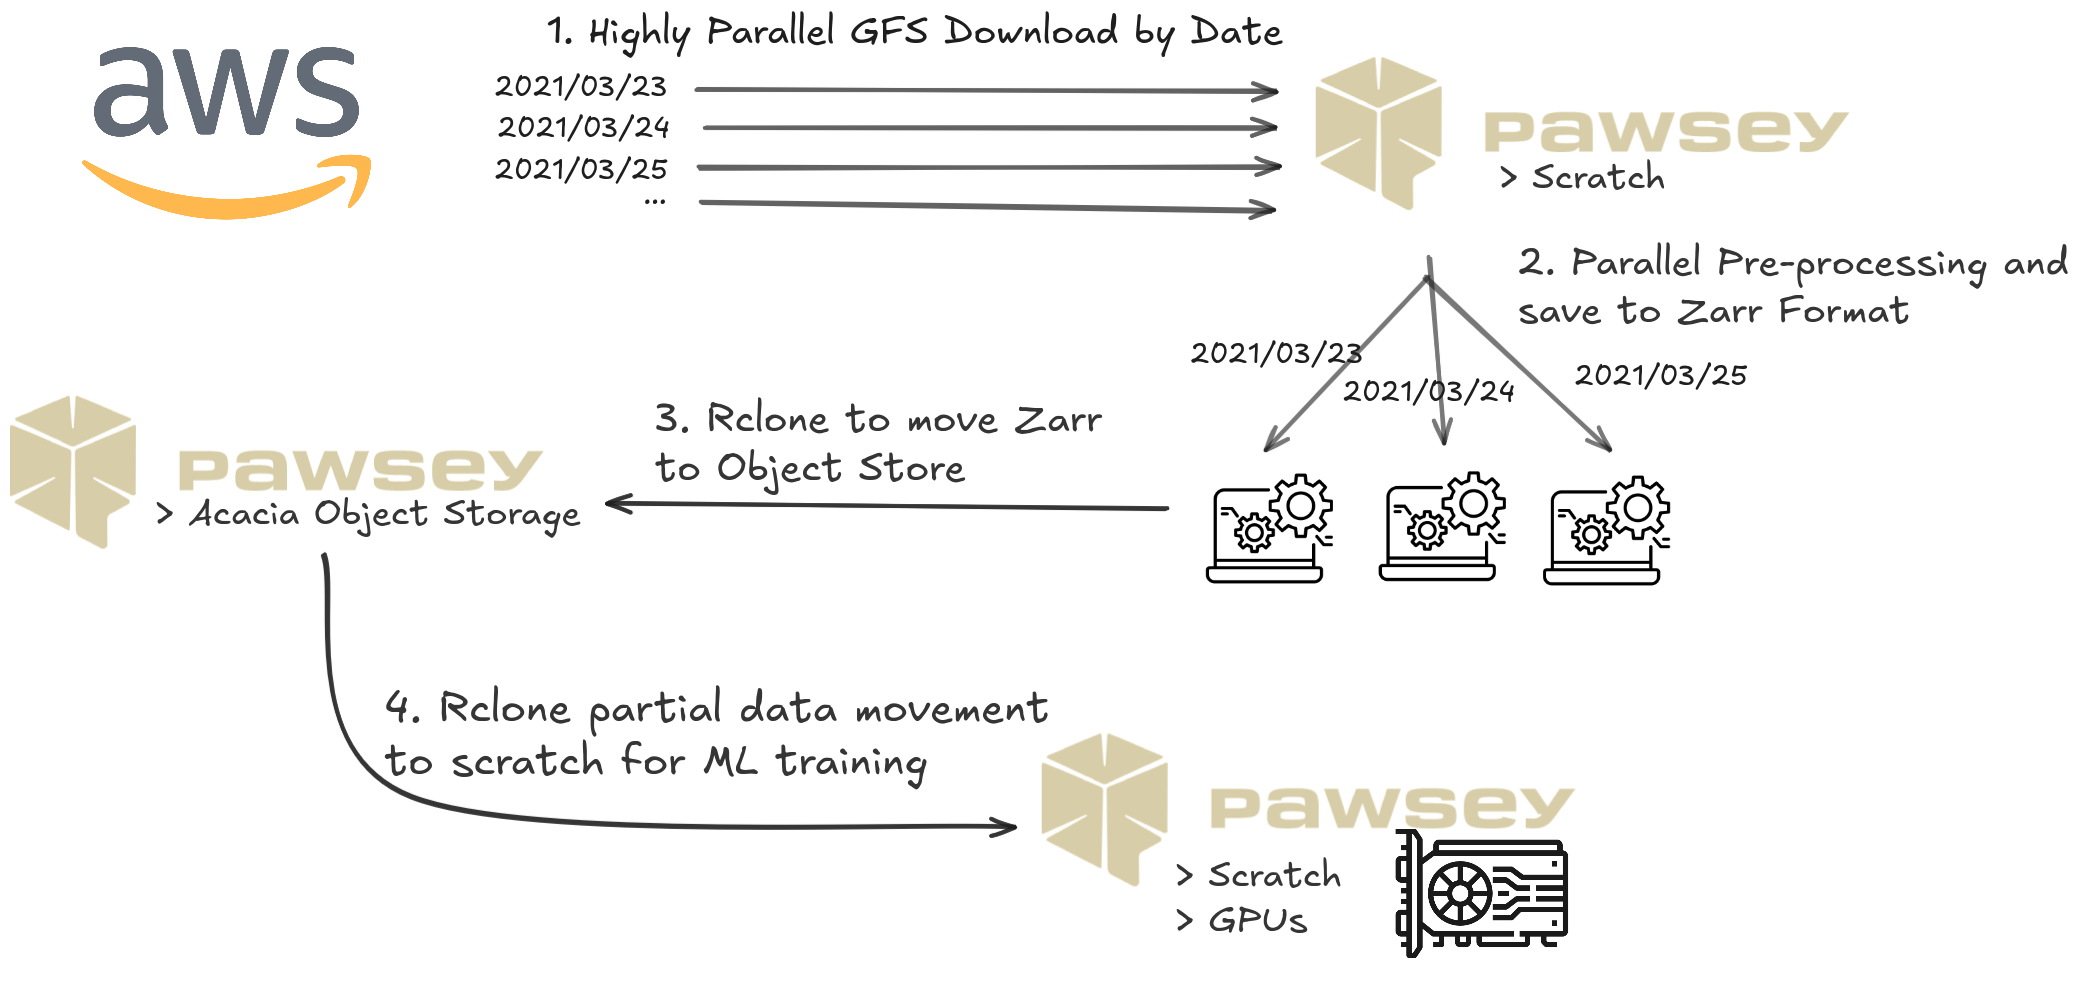 aws
1. Highly Parallel GFS Download by Date
2021/03/23
2021/03/24
2021/03/25
...
PAWSEY
> Scratch
2. Parallel Pre-processing and
save to Zarr Format
2021/03/23
2021/03/24
2021/03/25
3. Rclone to move Zarr
to Object Store
PAWSEY
> Acacia Object Storage
4. Rclone partial data movement
to scratch for ML training
PAWSEY
> Scratch
> GPUs